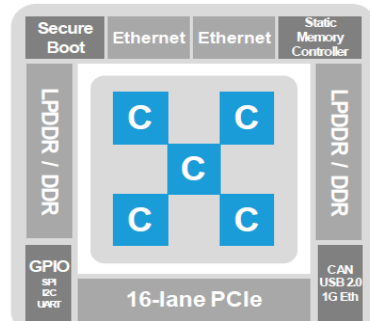 Secure
Boot
Ethernet
Ethernet
Static
Memory
Controller
LPDDR / DDR
C
C
C
C
C
LPDDR / DDR
GPIO
SPI
I2C
UART
16-lane PCIe
CAN
USB 2.0
1G Eth